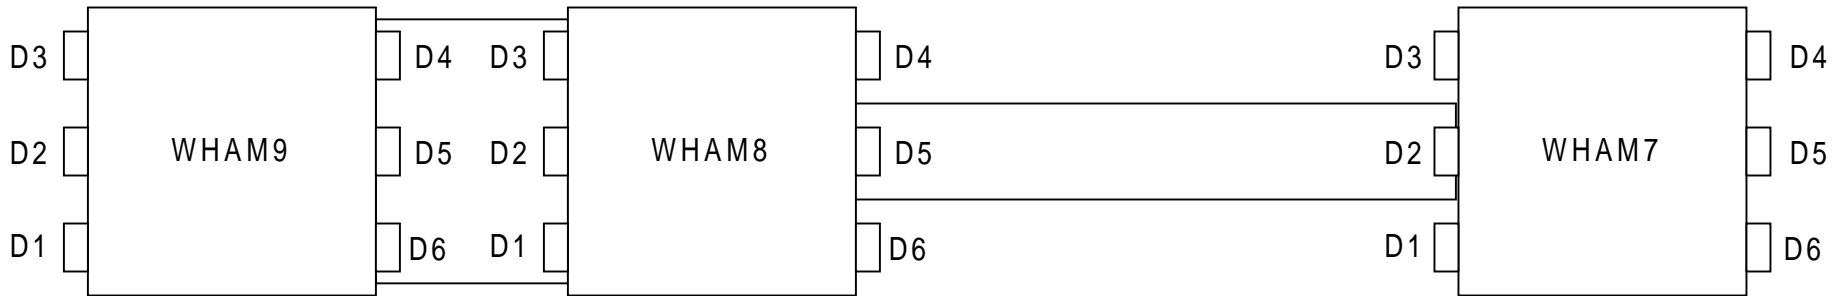 D3 D4 D3 D4 D3 D4
D2 WHAM9 D5 D2 WHAM8 D5 D2 WHAM7 D5
D1 D6 D1 D6 D1 D6